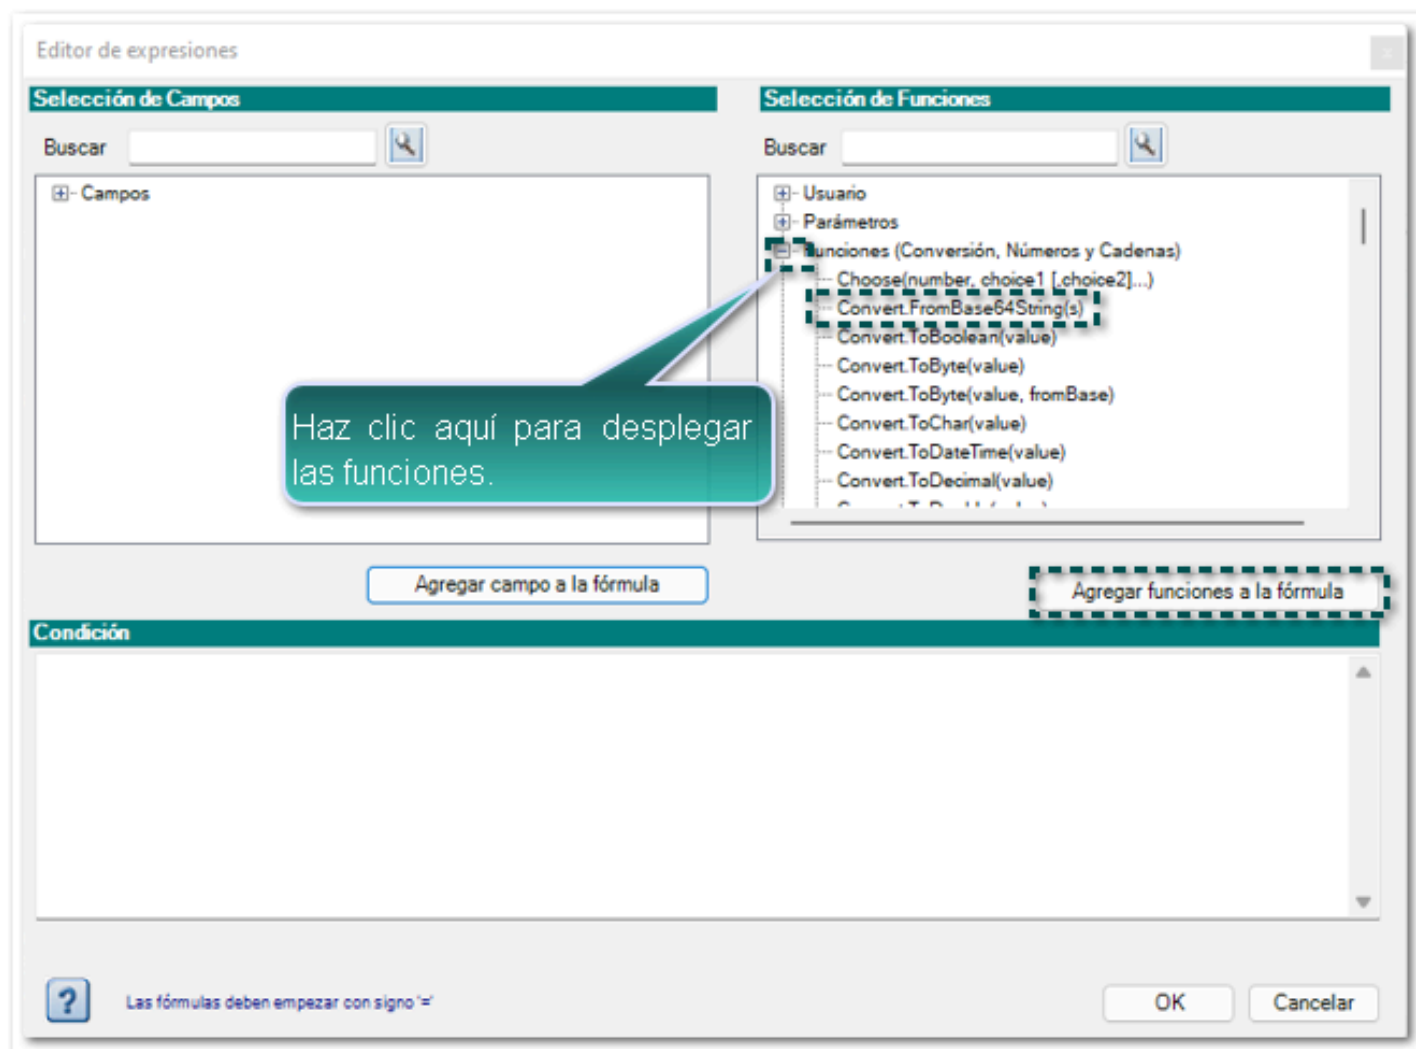 Editor de expresiones
Selección de Campos
Selección de Funciones
Buscar
Buscar
Campos
Usuario
Parámetros
Funciones (Conversión, Números y Cadenas)
Choose(number, choice1 [,choice2]...)
Convert.FromBase64String(s)
Convert.ToBoolean(value)
Convert.ToByte(value)
Convert.ToByte(value, fromBase)
Convert.ToChar(value)
Convert.ToDateTime(value)
Convert.ToDecimal(value)
Haz clic aquí para desplegar
las funciones.
Agregar campo a la fórmula
Agregar funciones a la fórmula
Condición
?
Las fórmulas deben empezar con signo '='
OK
Cancelar